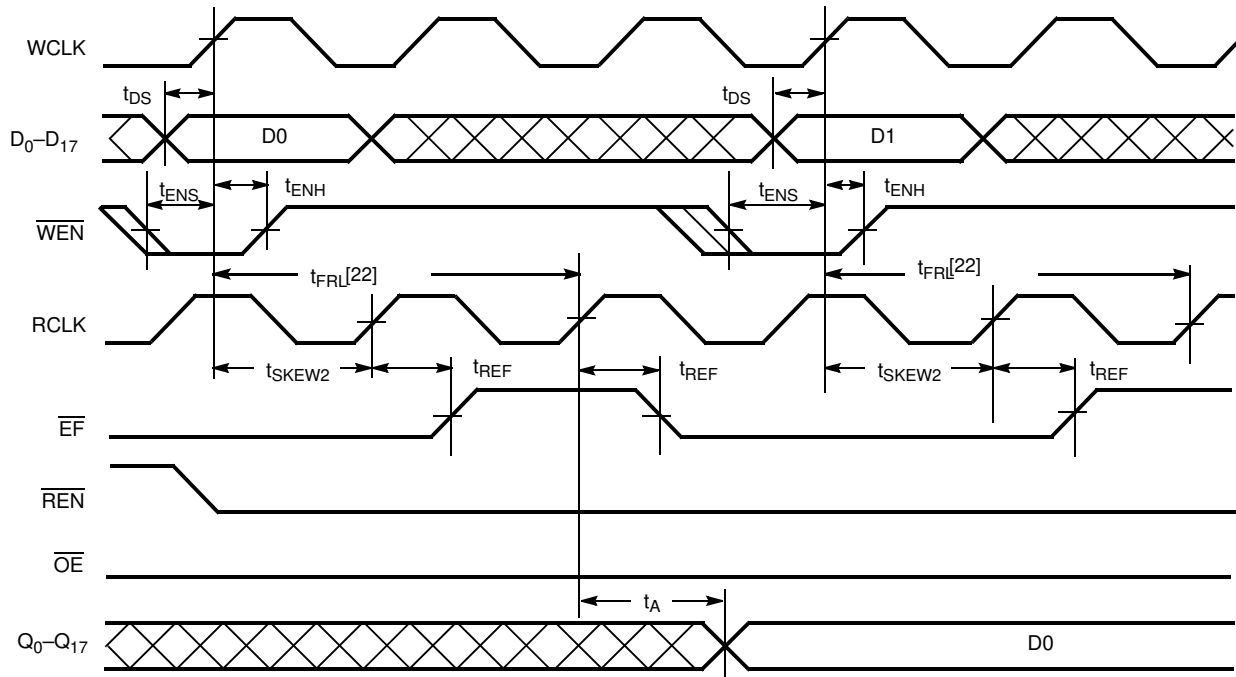 WCLK
tDS tDS
D0–D17 D0 D1
tENS tENH tENS tENH
WEN
tFRL[22] tFRL[22]
RCLK
tSKEW2 tREF tREF tSKEW2 tREF
EF
REN
OE
tA
Q0–Q17 D0